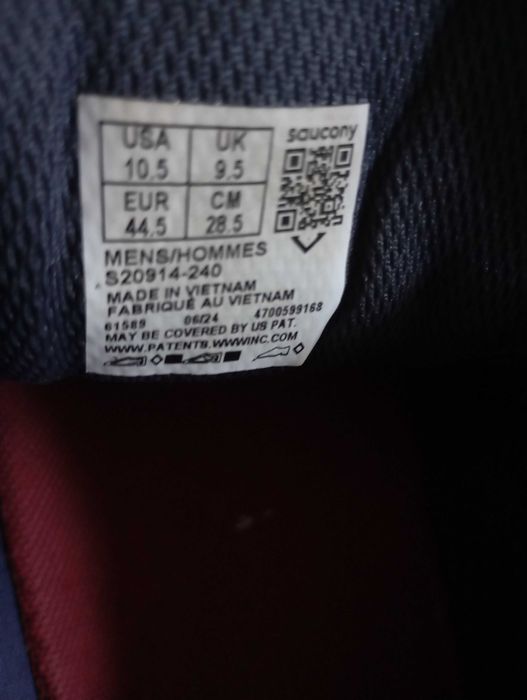 USA UK
10.5 9.5
EUR CM
44.5 28.5
saucony
MENS/HOMMES
S20914-240
MADE IN VIETNAM
FABRIQUÉ AU VIETNAM
61589 06/24 4700599168
MAY BE COVERED BY US PAT.
WWW.PATENTS.WWWINC.COM